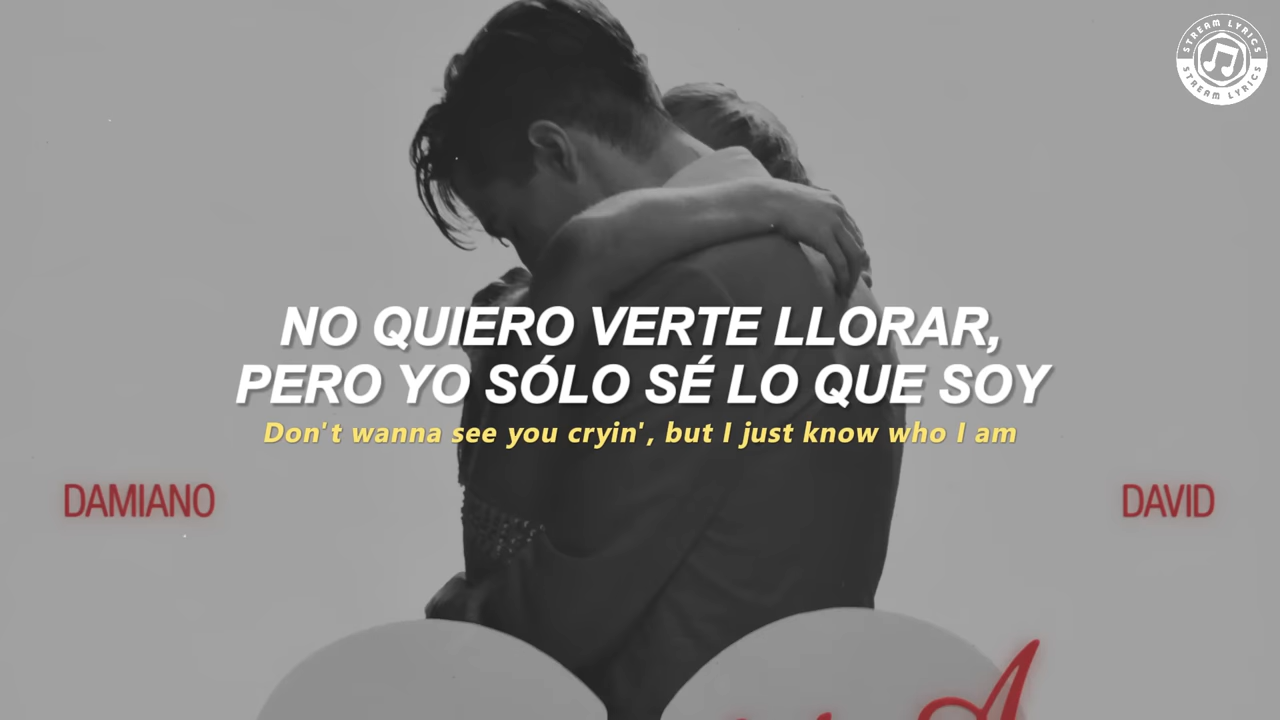 STREAM LYRICS
STREAM LYRICS
NO QUIERO VERTE LLORAR,
PERO YO SÓLO SÉ LO QUE SOY
Don't wanna see you cryin', but I just know who I am
DAMIANO
DAVID